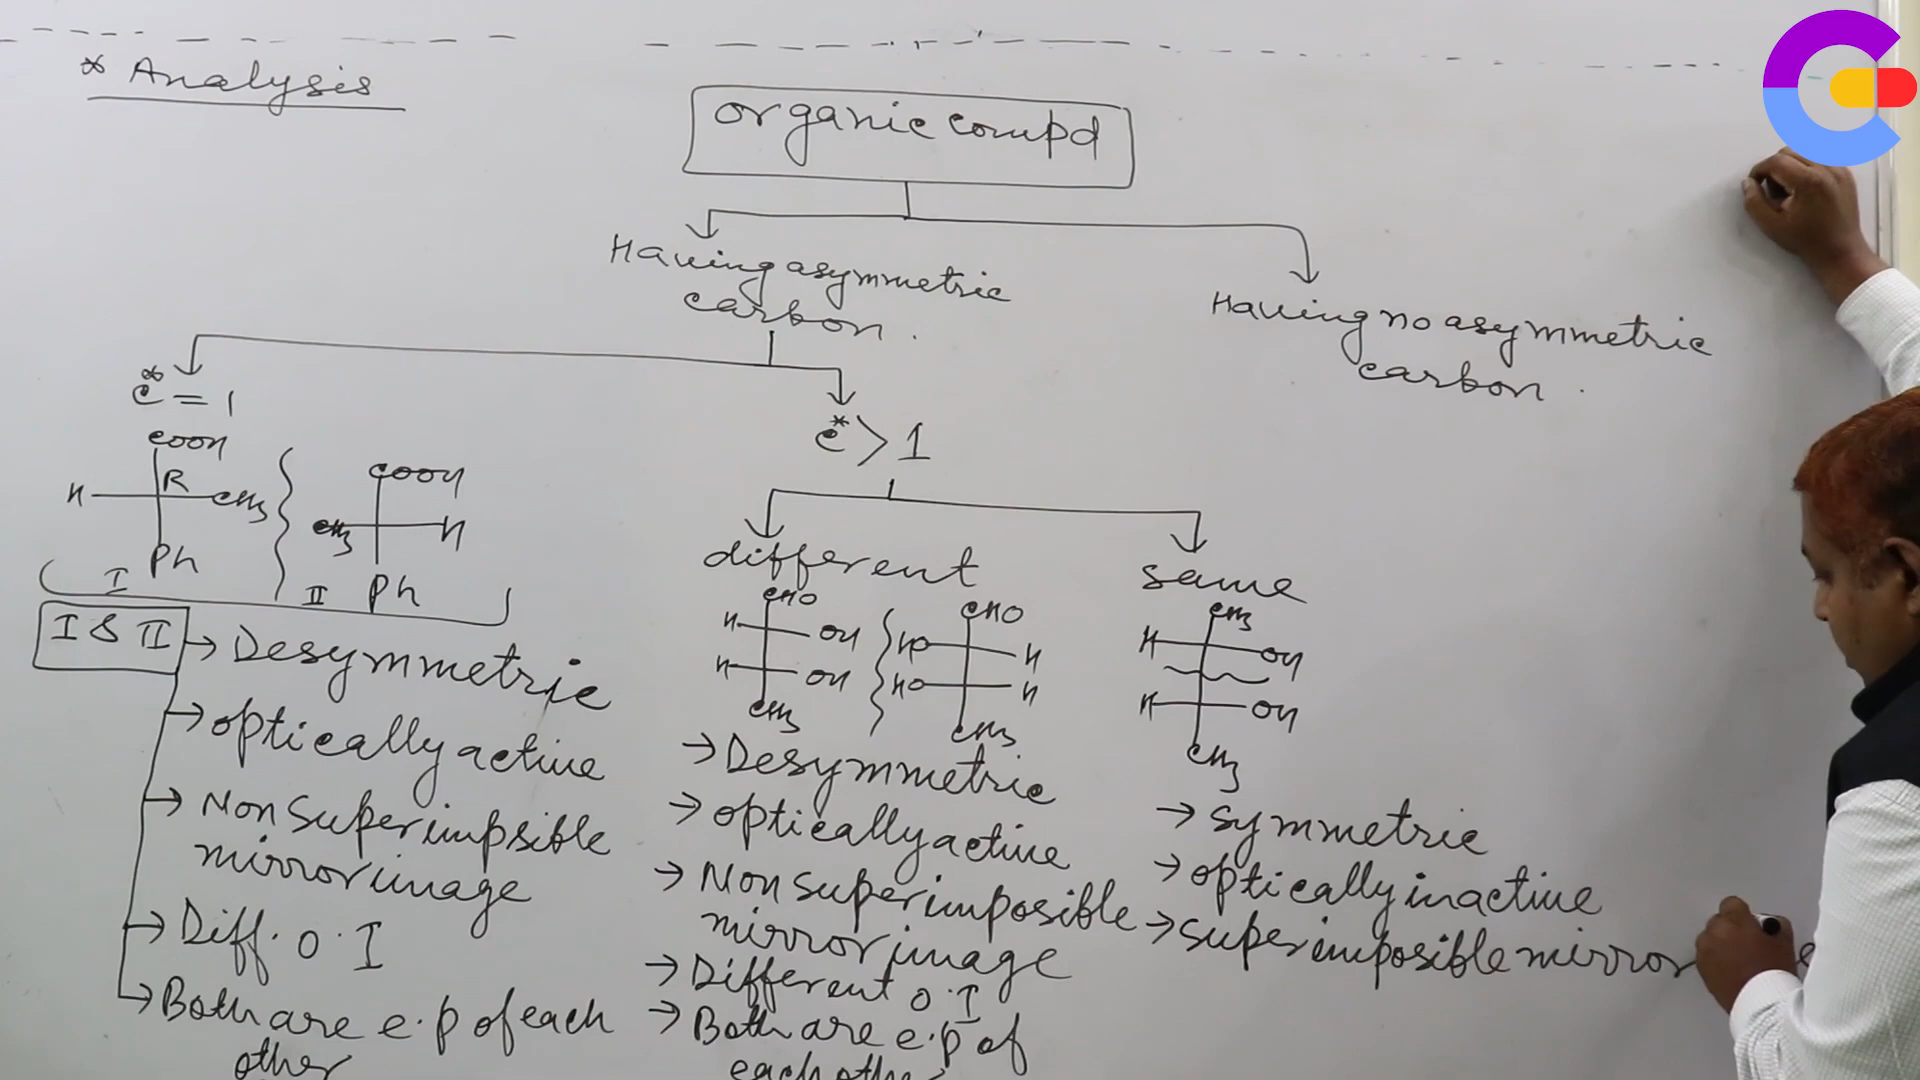 * Analysis
organic compd
Having asymmetric
carbon.
Having no asymmetric
carbon.
C* = 1
C* > 1
COOH
H R CH3
Ph
I
COOH
CH3 H
Ph
II
different
same
CHO
H OH
H OH
CH3
CHO
HO H
HO H
CH3
CH3
H OH
H OH
CH3
I & II → Desymmetric
→ optically active
→ Non superimpsible
mirror image
→ Diff. O.I
→ Both are e.p of each
other
→ Desymmetric
→ optically active
→ Non superimposible
mirror image
→ Different O.I
→ Both are e.p of
each other
→ symmetric
→ optically inactive
→ superimposible mirror